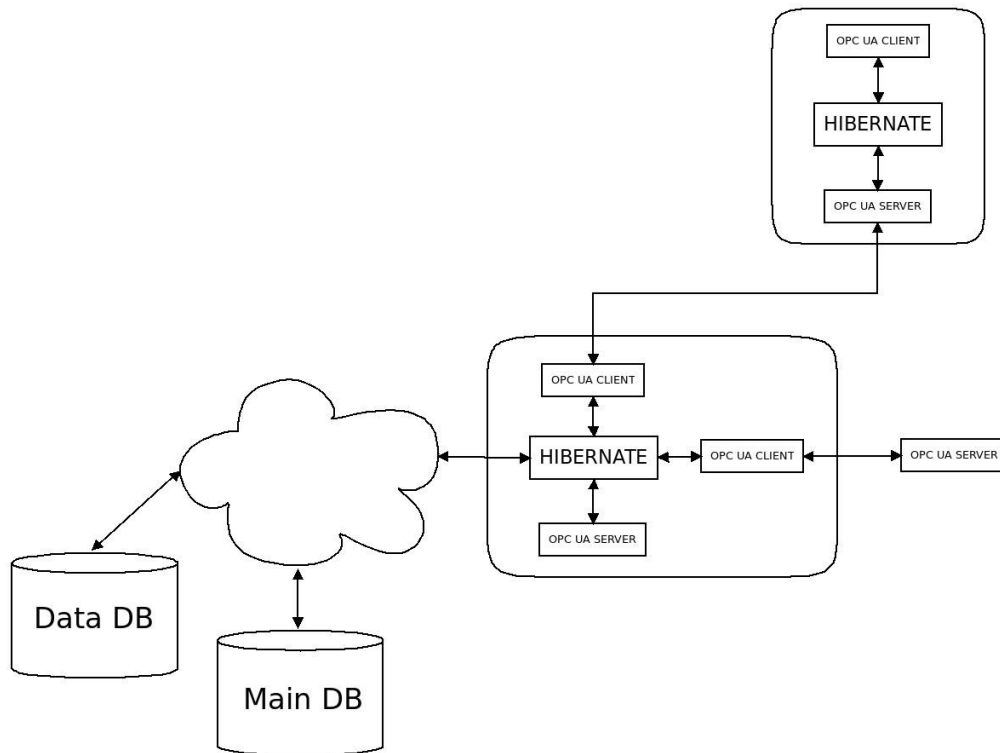 OPC UA CLIENT
HIBERNATE
OPC UA SERVER
OPC UA CLIENT
HIBERNATE
OPC UA CLIENT
OPC UA SERVER
OPC UA SERVER
Data DB
Main DB